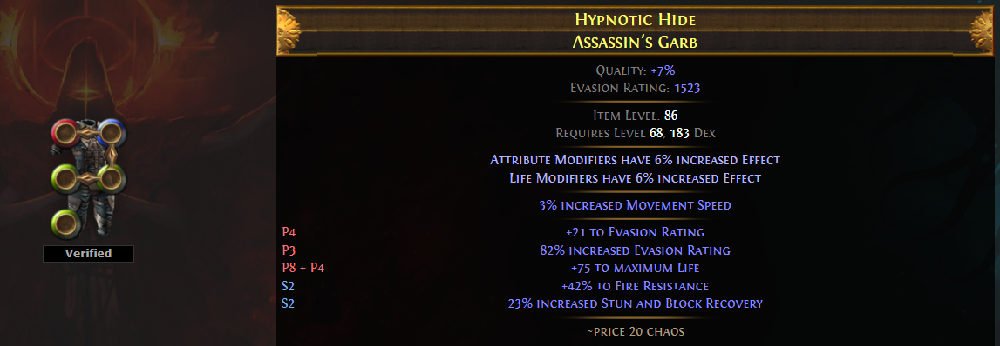 Hypnotic Hide
Assassin's Garb
Quality: +7%
Evasion Rating: 1523
Item Level: 86
Requires Level 68, 183 Dex
Attribute Modifiers have 6% increased Effect
Life Modifiers have 6% increased Effect
3% increased Movement Speed
P4 +21 to Evasion Rating
P3 82% increased Evasion Rating
P8 + P4 +75 to maximum Life
S2 +42% to Fire Resistance
S2 23% increased Stun and Block Recovery
~price 20 chaos
Verified